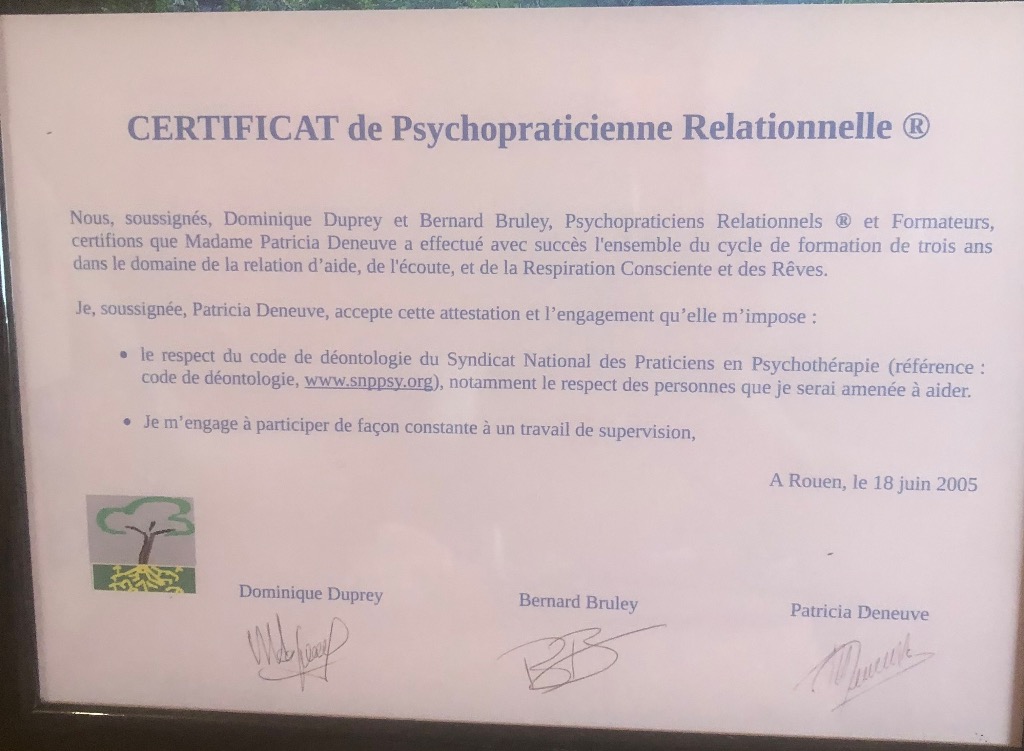 CERTIFICAT de Psychopraticienne Relationnelle ®
Nous, soussignés, Dominique Duprey et Bernard Bruley, Psychopraticiens Relationnels ® et Formateurs,
certifions que Madame Patricia Deneuve a effectué avec succès l'ensemble du cycle de formation de trois ans
dans le domaine de la relation d’aide, de l'écoute, et de la Respiration Consciente et des Rêves.
Je, soussignée, Patricia Deneuve, accepte cette attestation et l’engagement qu’elle m’impose :
• le respect du code de déontologie du Syndicat National des Praticiens en Psychothérapie (référence :
code de déontologie, www.snppsy.org), notamment le respect des personnes que je serai amenée à aider.
• Je m’engage à participer de façon constante à un travail de supervision,
A Rouen, le 18 juin 2005
Dominique Duprey
Bernard Bruley
Patricia Deneuve